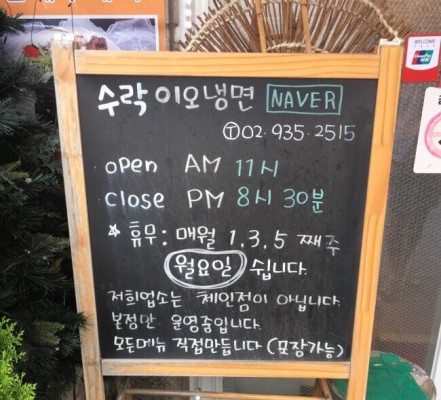 수락 이오냉면 NAVER
Ⓣ 02. 935. 2515
open AM 11시
close PM 8시 30분
* 휴무: 매월 1.3.5 째주
월요일 쉽니다.
저희업소는 체인점이 아닙니다.
본점만 운영중입니다.
모든메뉴 직접만듭니다 (포장가능)
WELCOME